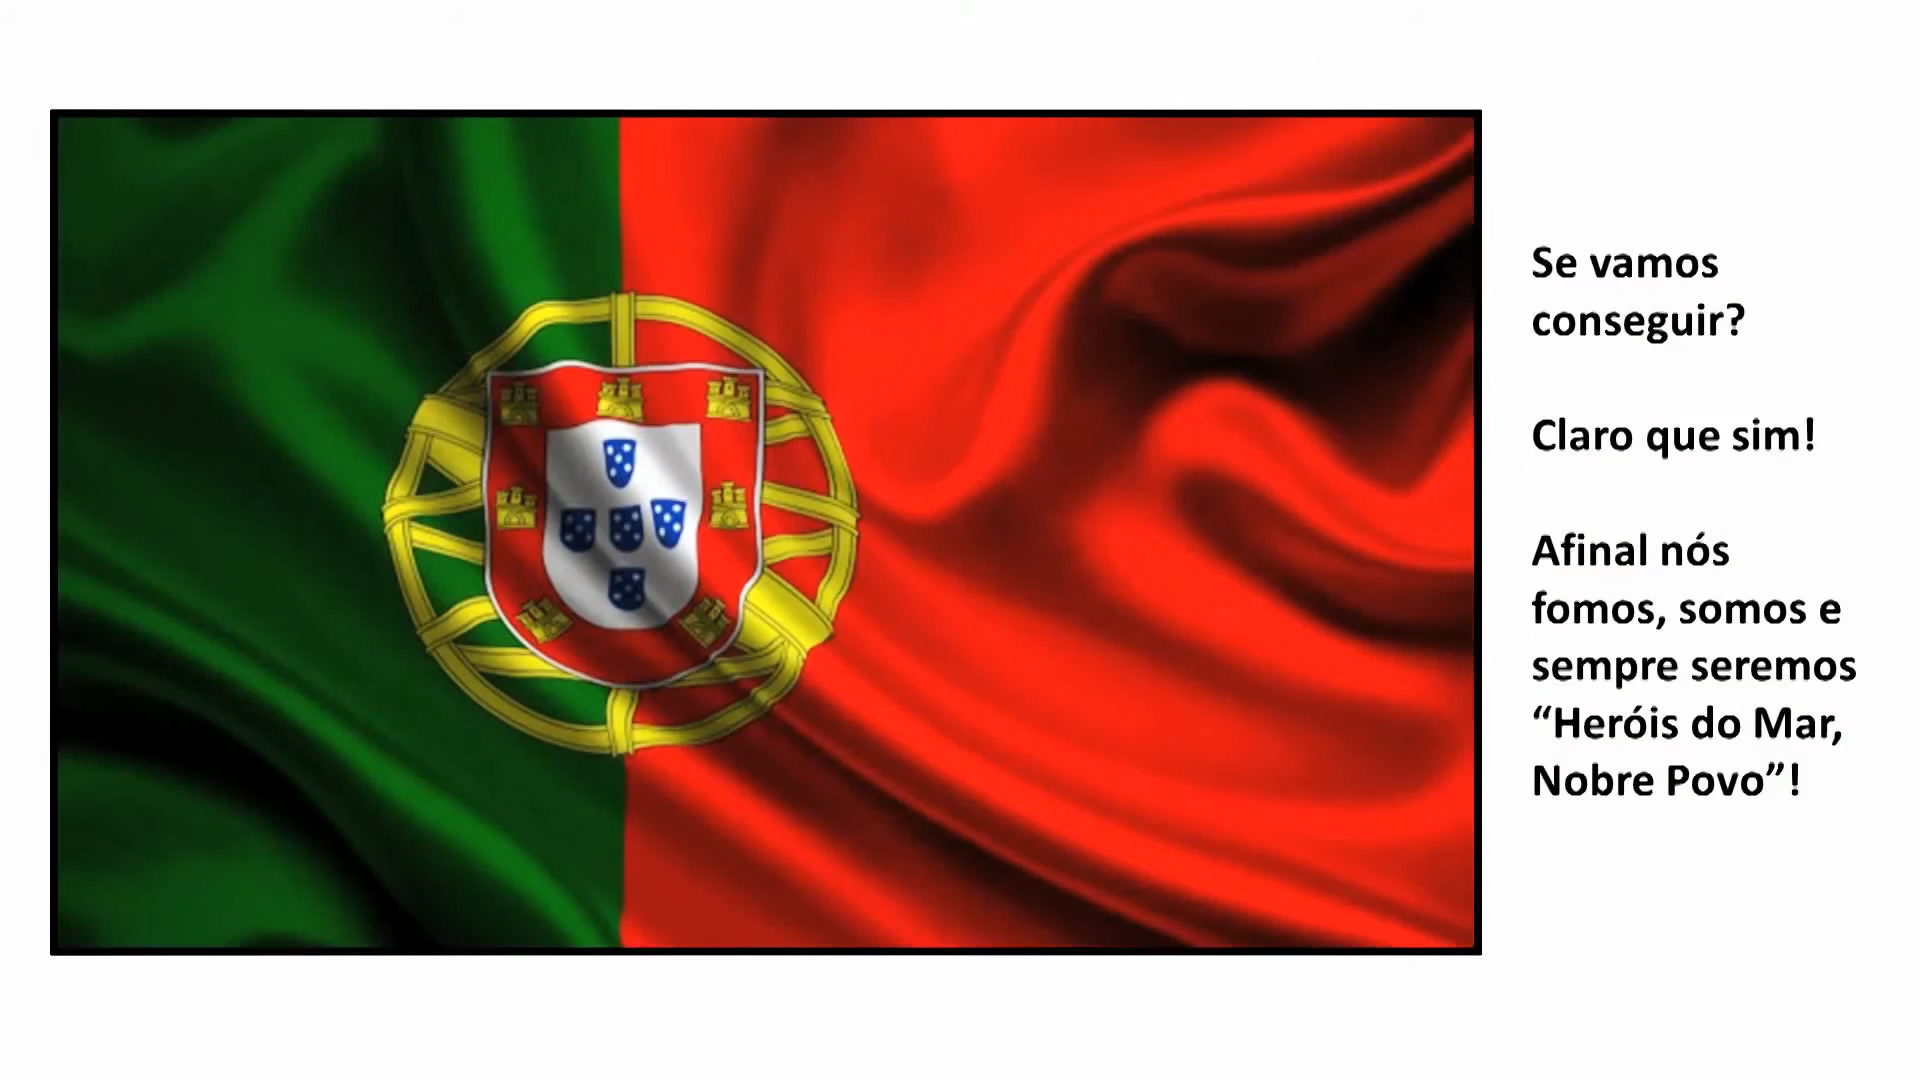 Se vamos
conseguir?
Claro que sim!
Afinal nós
fomos, somos e
sempre seremos
“Heróis do Mar,
Nobre Povo”!